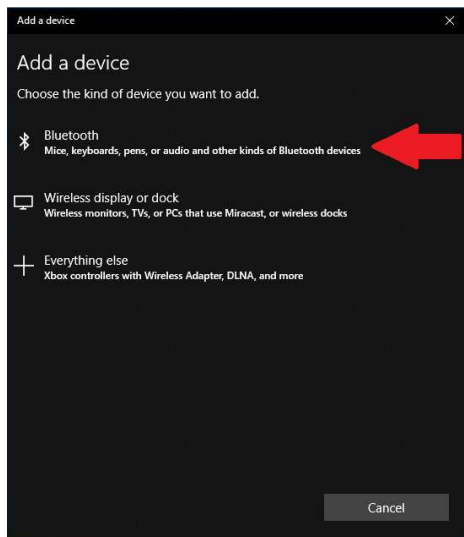 Add a device
Add a device
Choose the kind of device you want to add.
Bluetooth
Mice, keyboards, pens, or audio and other kinds of Bluetooth devices
Wireless display or dock
Wireless monitors, TVs, or PCs that use Miracast, or wireless docks
Everything else
Xbox controllers with Wireless Adapter, DLNA, and more
Cancel